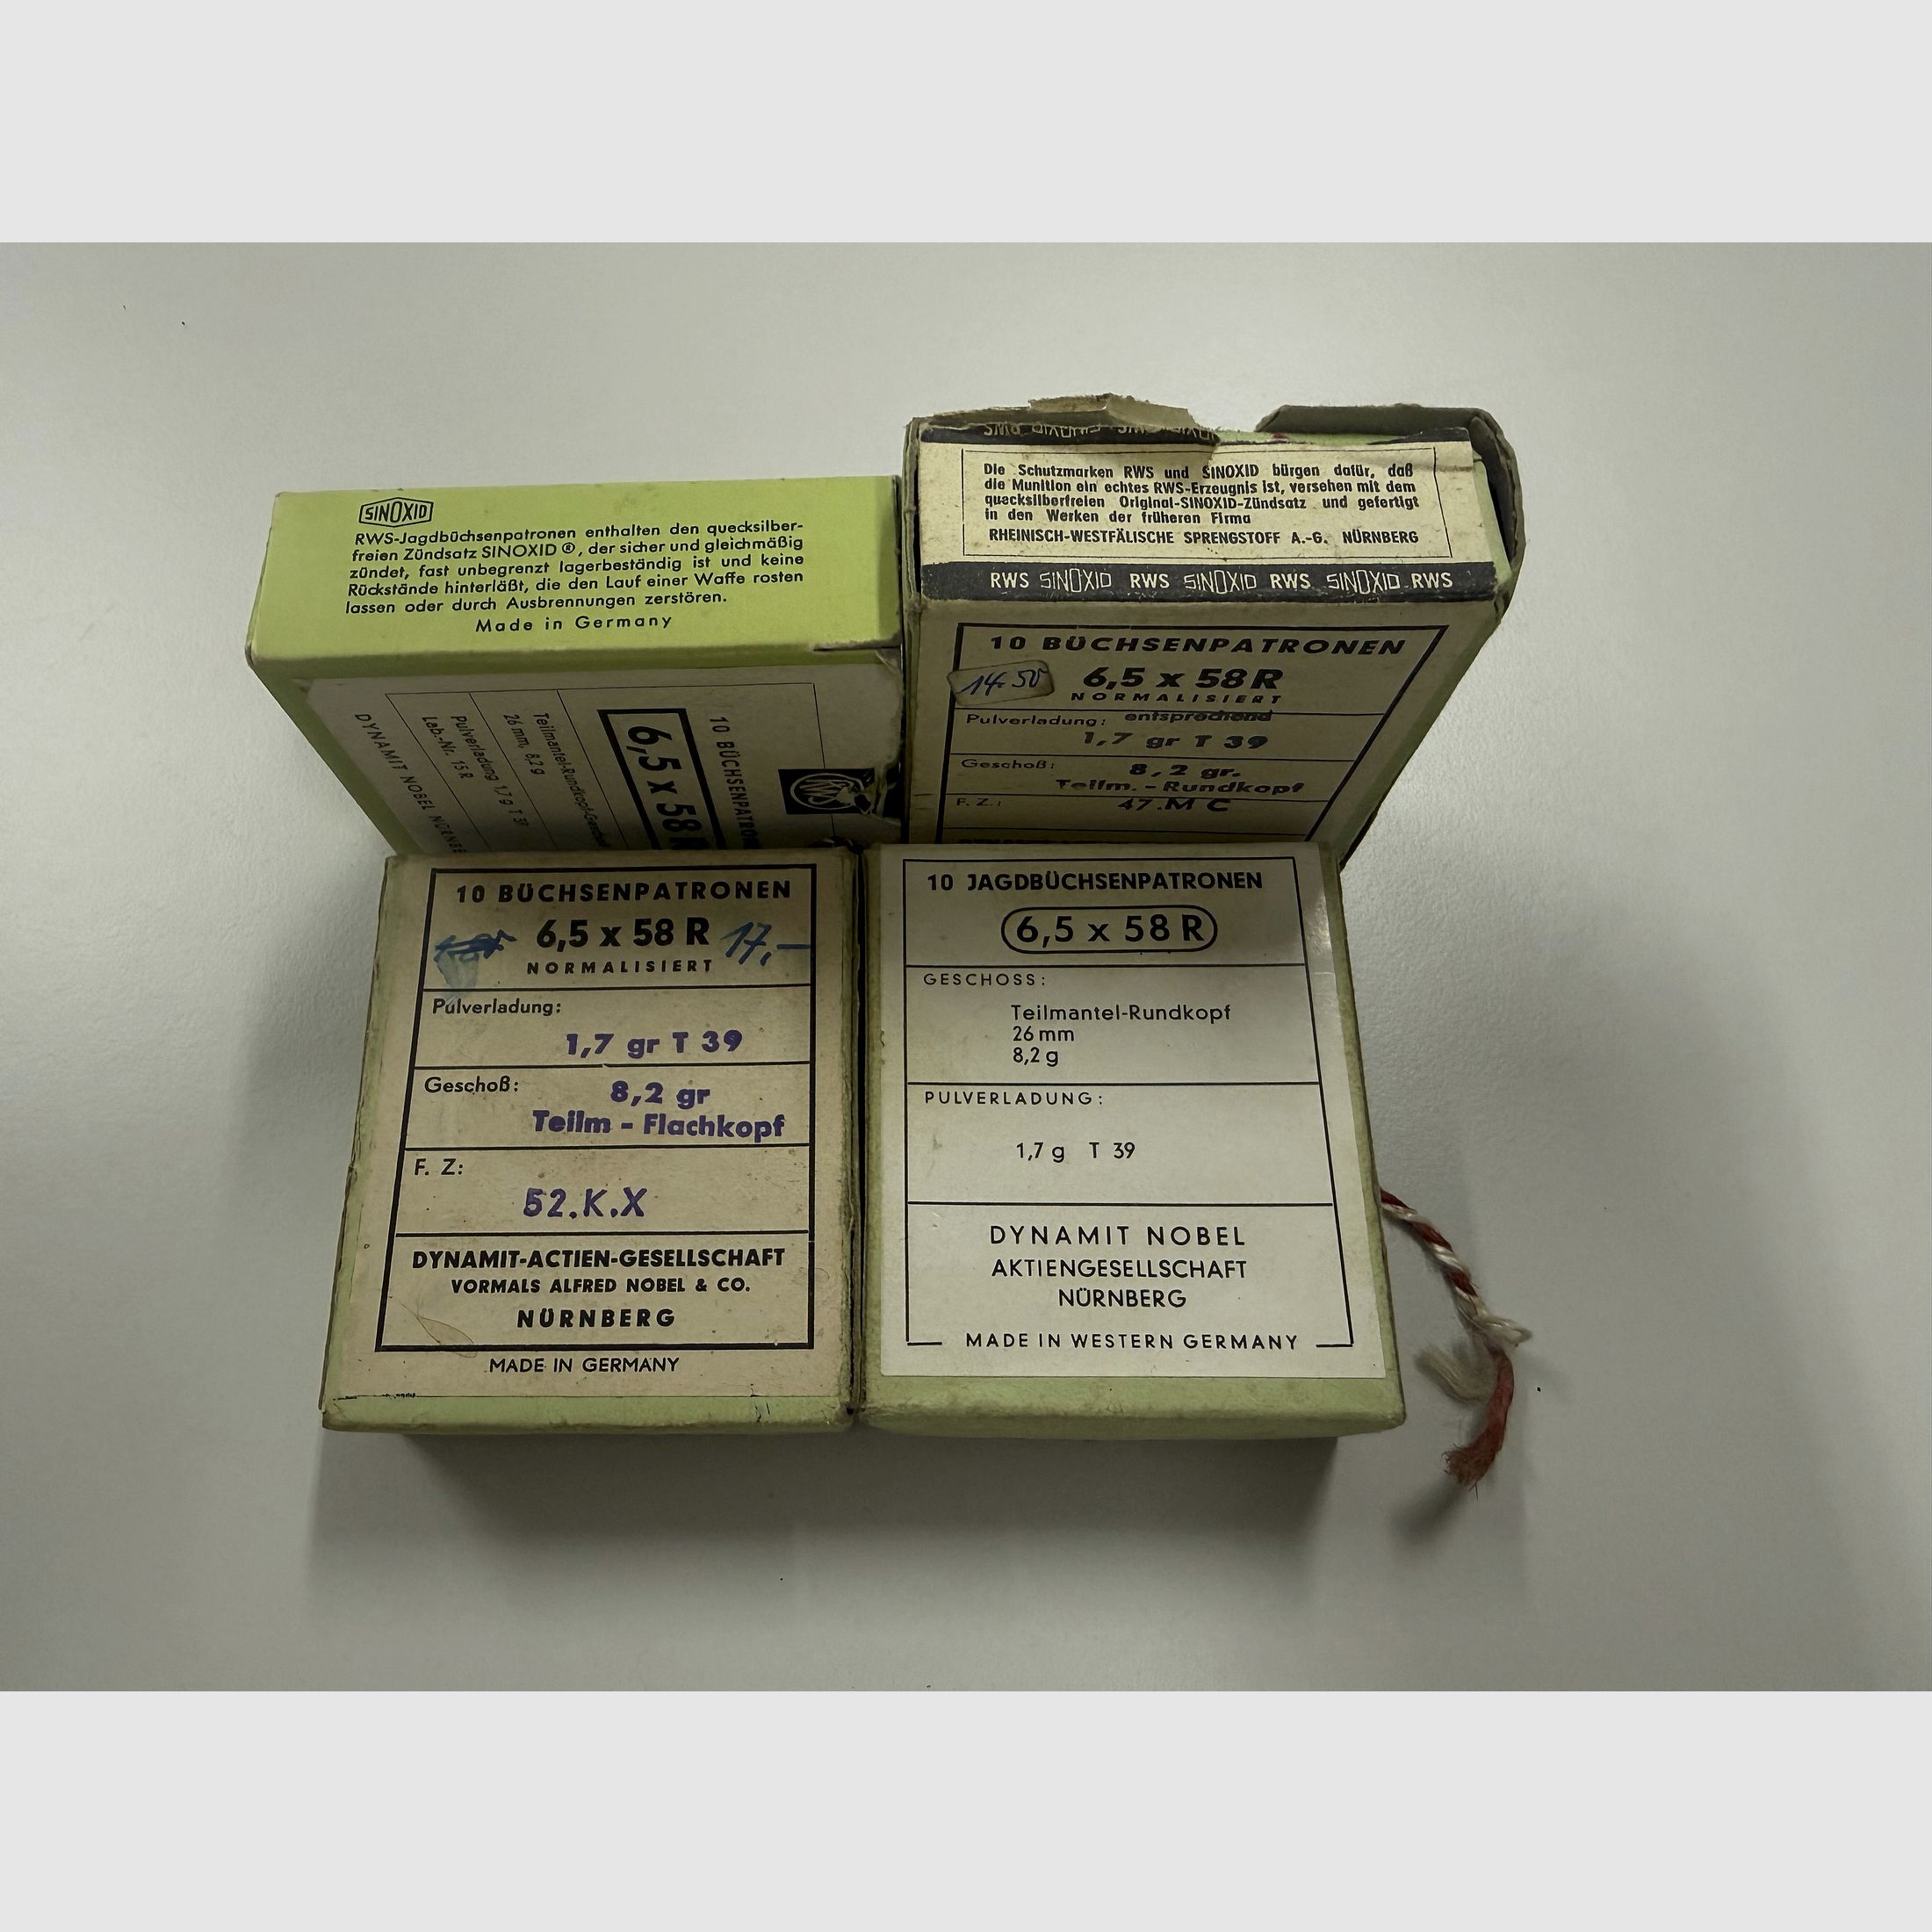 SINOXID
RWS-Jagdbüchsenpatronen enthalten den quecksilber-
freien Zündsatz SINOXID ®, der sicher und gleichmäßig
zündet, fast unbegrenzt lagerbeständig ist und keine
Rückstände hinterläßt, die den Lauf einer Waffe rosten
lassen oder durch Ausbrennungen zerstören.
Made in Germany
RWS
10 BÜCHSENPATRO
6,5 x 58 R
Teilmantel-Rundkopf-Geschoß
26 mm, 8,2 g
Pulverladung 1,7 g T 39
Lab.-Nr. 15 R
DYNAMIT NOBEL NÜRNBE
Die Schutzmarken RWS und SINOXID bürgen dafür, daß
die Munition ein echtes RWS-Erzeugnis ist, versehen mit dem
quecksilberfreien Original-SINOXID-Zündsatz und gefertigt
in den Werken der früheren Firma
RHEINISCH-WESTFÄLISCHE SPRENGSTOFF A.-G. NÜRNBERG
RWS SINOXID RWS SINOXID RWS SINOXID RWS
10 BÜCHSENPATRONEN
14.50
6,5 x 58 R
NORMALISIERT
Pulverladung: entsprechend
1,7 gr T 39
Geschoß: 8,2 gr.
Teilm. - Rundkopf
F. Z.: 47.M C
10 BÜCHSENPATRONEN
6,5 x 58 R 17,-
NORMALISIERT
Pulverladung:
1,7 gr T 39
Geschoß: 8,2 gr
Teilm - Flachkopf
F. Z:
52.K.X
DYNAMIT-ACTIEN-GESELLSCHAFT
VORMALS ALFRED NOBEL & CO.
NÜRNBERG
MADE IN GERMANY
10 JAGDBÜCHSENPATRONEN
6,5 x 58 R
GESCHOSS:
Teilmantel-Rundkopf
26 mm
8,2 g
PULVERLADUNG:
1,7 g T 39
DYNAMIT NOBEL
AKTIENGESELLSCHAFT
NÜRNBERG
MADE IN WESTERN GERMANY